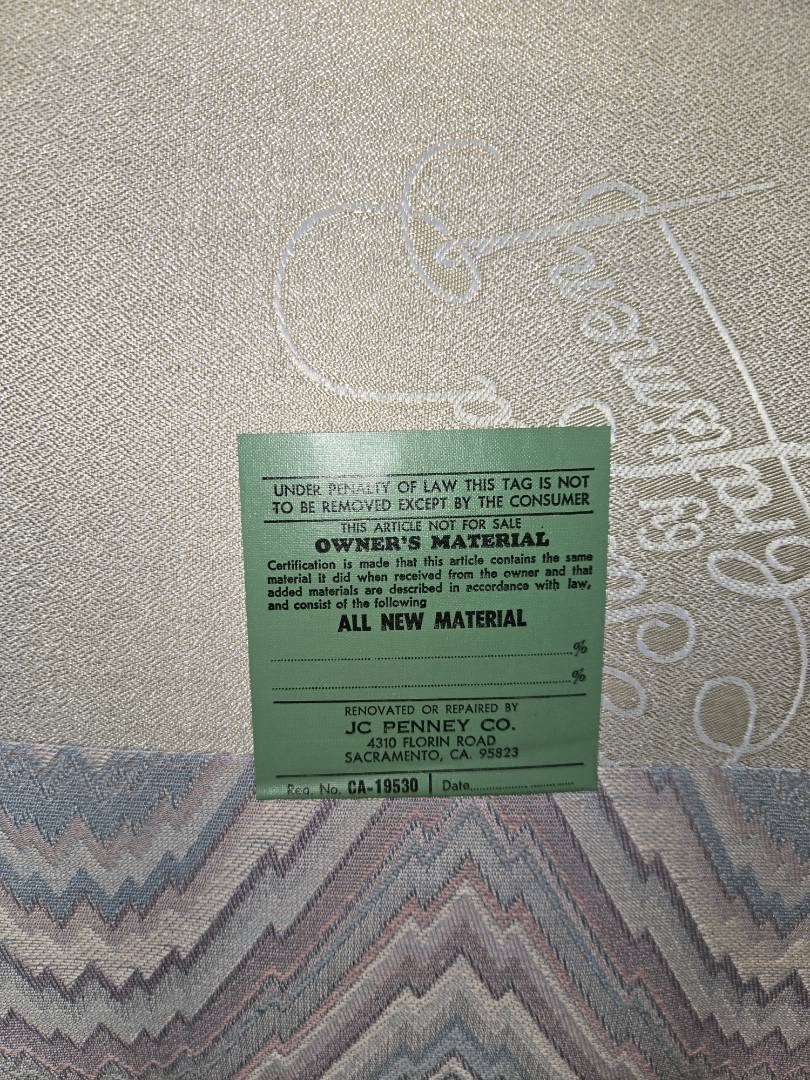 UNDER PENALTY OF LAW THIS TAG IS NOT
TO BE REMOVED EXCEPT BY THE CONSUMER
THIS ARTICLE NOT FOR SALE
OWNER'S MATERIAL
Certification is made that this article contains the same
material it did when received from the owner and that
added materials are described in accordance with law,
and consist of the following
ALL NEW MATERIAL
%
%
RENOVATED OR REPAIRED BY
JC PENNEY CO.
4310 FLORIN ROAD
SACRAMENTO, CA. 95823
Reg. No. CA-19530 | Date